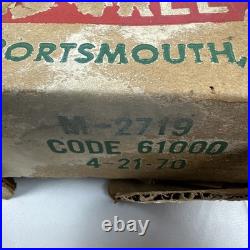 PORTSMOUTH,
M-2719
CODE 61000
4-21-70